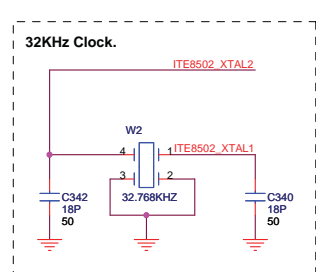 32KHz Clock.
ITE8502_XTAL2
W2
4 1 ITE8502_XTAL1
3 2
C342 32.768KHZ C340
18P 18P
50 50